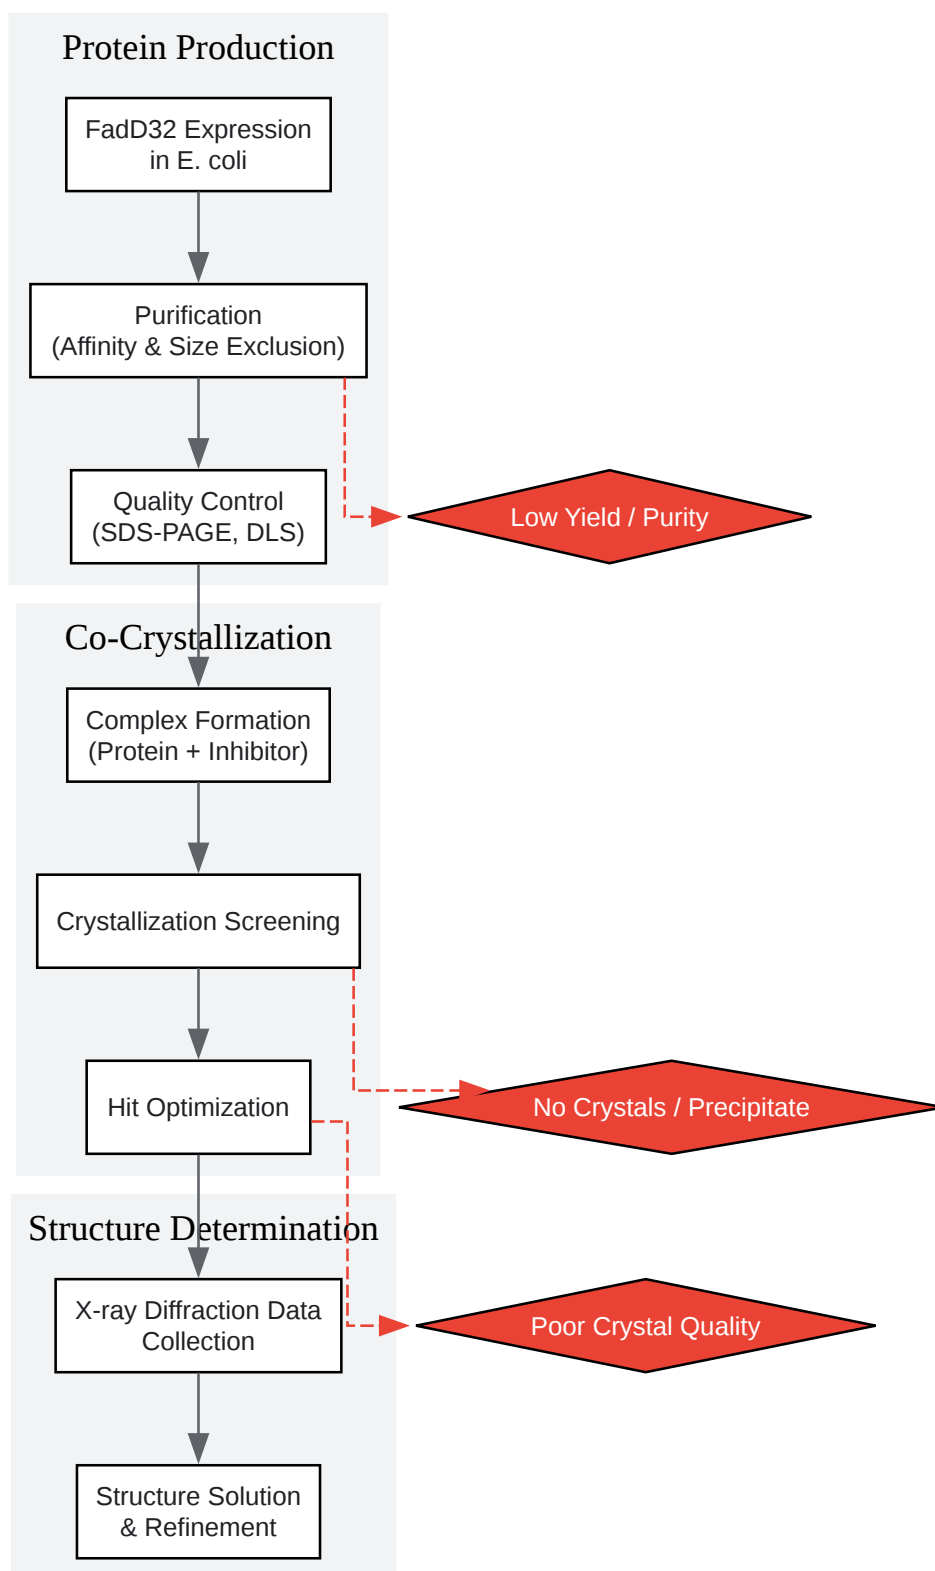 Protein Production
FadD32 Expression
in E. coli
Purification
(Affinity & Size Exclusion)
Quality Control
(SDS-PAGE, DLS)
Low Yield / Purity
Co-Crystallization
Complex Formation
(Protein + Inhibitor)
Crystallization Screening
Hit Optimization
No Crystals / Precipitate
Structure Determination
X-ray Diffraction Data
Collection
Poor Crystal Quality
Structure Solution
& Refinement